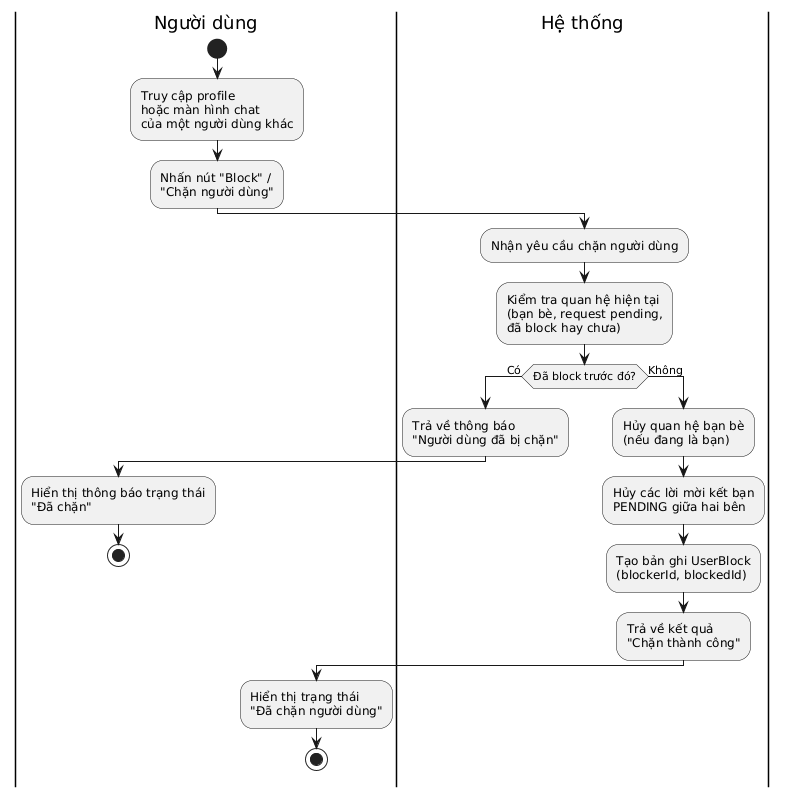 Người dùng
Hệ thống
Truy cập profile
hoặc màn hình chat
của một người dùng khác
Nhấn nút "Block" /
"Chặn người dùng"
Nhận yêu cầu chặn người dùng
Kiểm tra quan hệ hiện tại
(bạn bè, request pending,
đã block hay chưa)
Có
Đã block trước đó?
Không
Trả về thông báo
"Người dùng đã bị chặn"
Hủy quan hệ bạn bè
(nếu đang là bạn)
Hiển thị thông báo trạng thái
"Đã chặn"
Hủy các lời mời kết bạn
PENDING giữa hai bên
Tạo bản ghi UserBlock
(blockerId, blockedId)
Trả về kết quả
"Chặn thành công"
Hiển thị trạng thái
"Đã chặn người dùng"